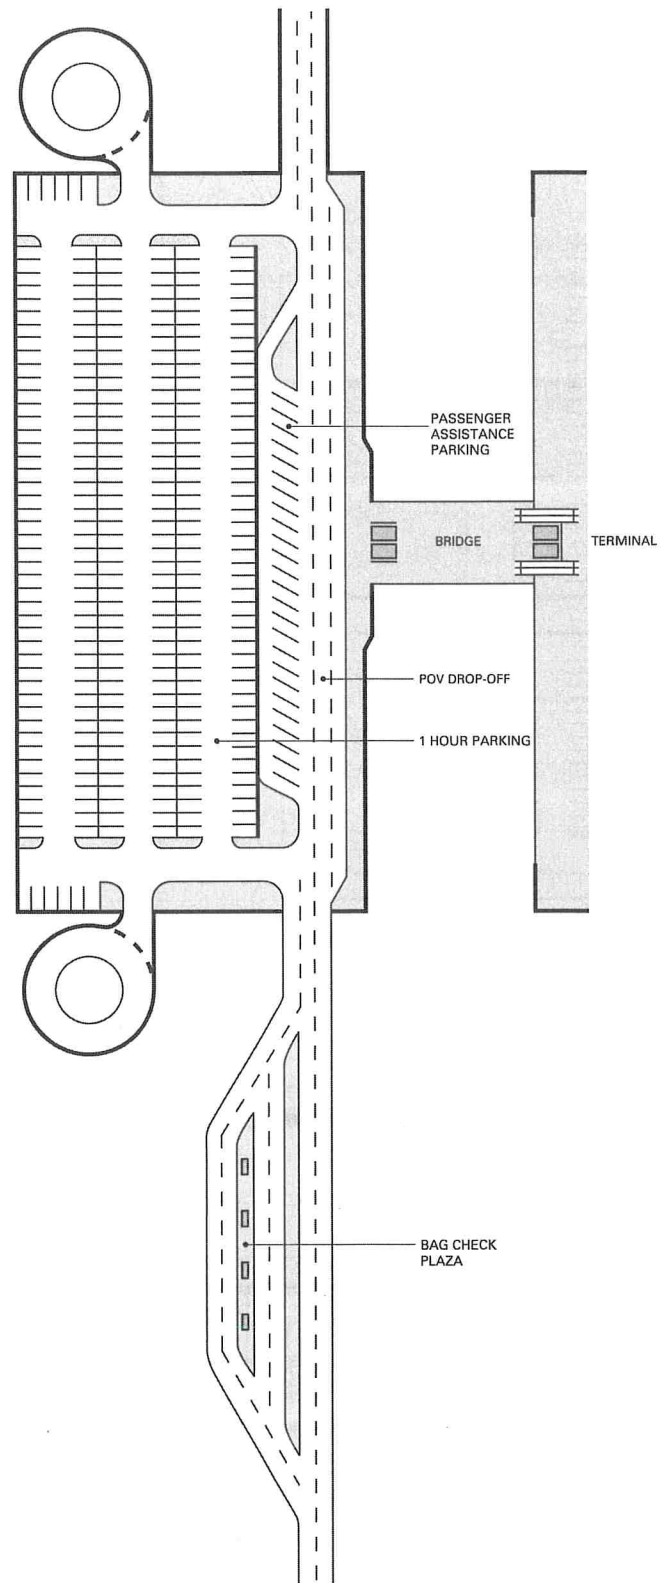 PASSENGER
ASSISTANCE
PARKING
BRIDGE
TERMINAL
POV DROP-OFF
1 HOUR PARKING
BAG CHECK
PLAZA